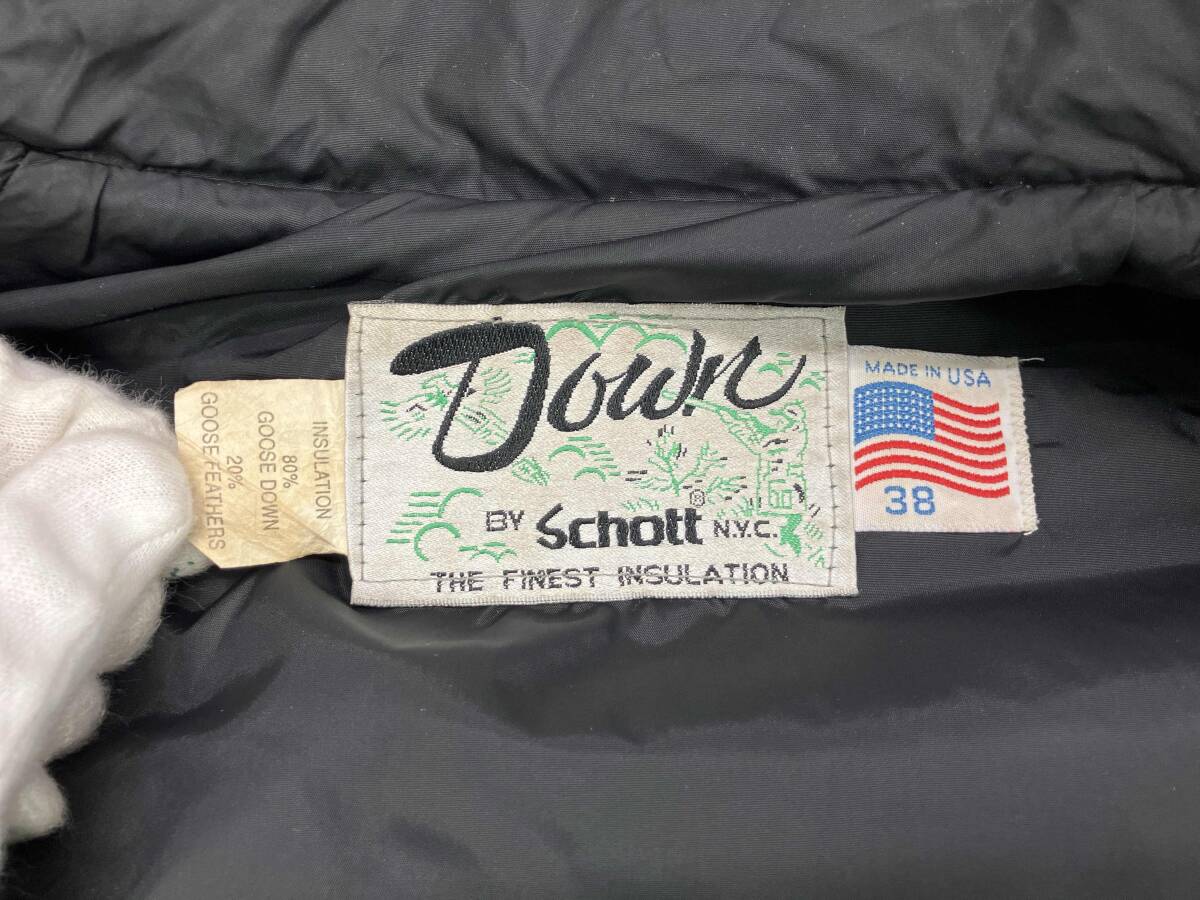 INSULATION
80%
GOOSE DOWN
20%
GOOSE FEATHERS
Down
BY Schott® N.Y.C.
THE FINEST INSULATION
MADE IN USA
38